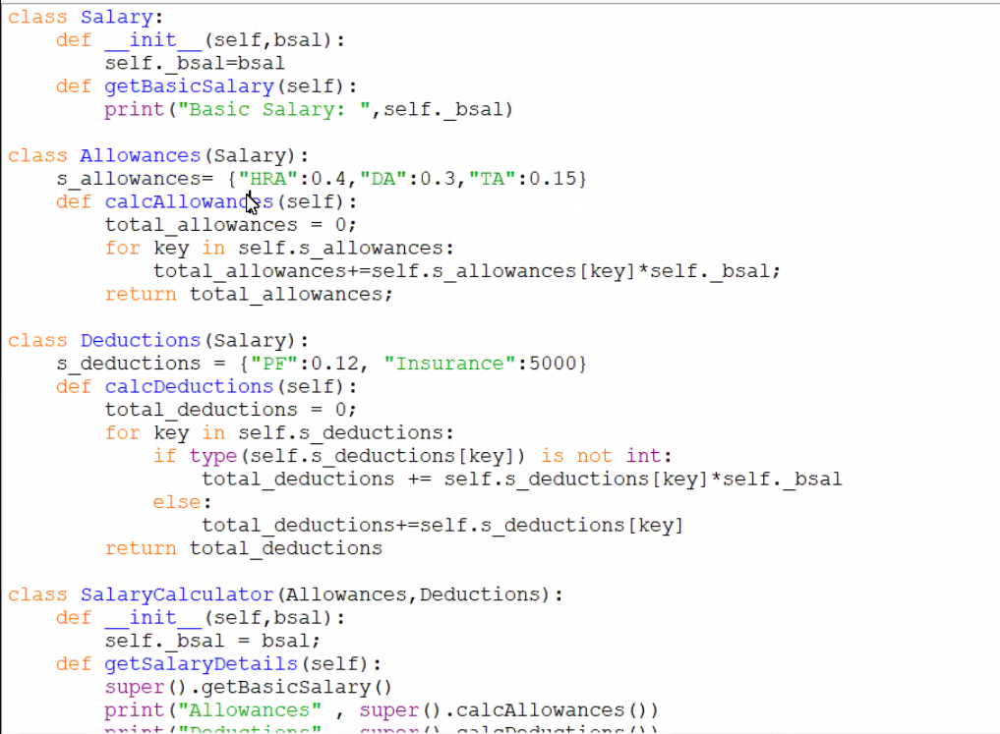 class Salary:
    def __init__(self,bsal):
        self._bsal=bsal
    def getBasicSalary(self):
        print("Basic Salary: ",self._bsal)

class Allowances(Salary):
    s_allowances= {"HRA":0.4,"DA":0.3,"TA":0.15}
    def calcAllowances(self):
        total_allowances = 0;
        for key in self.s_allowances:
            total_allowances+=self.s_allowances[key]*self._bsal;
        return total_allowances;

class Deductions(Salary):
    s_deductions = {"PF":0.12, "Insurance":5000}
    def calcDeductions(self):
        total_deductions = 0;
        for key in self.s_deductions:
            if type(self.s_deductions[key]) is not int:
                total_deductions += self.s_deductions[key]*self._bsal
            else:
                total_deductions+=self.s_deductions[key]
        return total_deductions

class SalaryCalculator(Allowances,Deductions):
    def __init__(self,bsal):
        self._bsal = bsal;
    def getSalaryDetails(self):
        super().getBasicSalary()
        print("Allowances" , super().calcAllowances())
        print("Deductions" , super().calcDeductions())